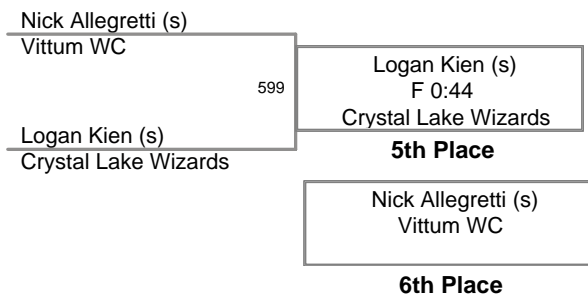 Nick Allegretti (s)
Vittum WC
599
Logan Kien (s)
Crystal Lake Wizards
Logan Kien (s)
F 0:44
Crystal Lake Wizards
5th Place
Nick Allegretti (s)
Vittum WC
6th Place